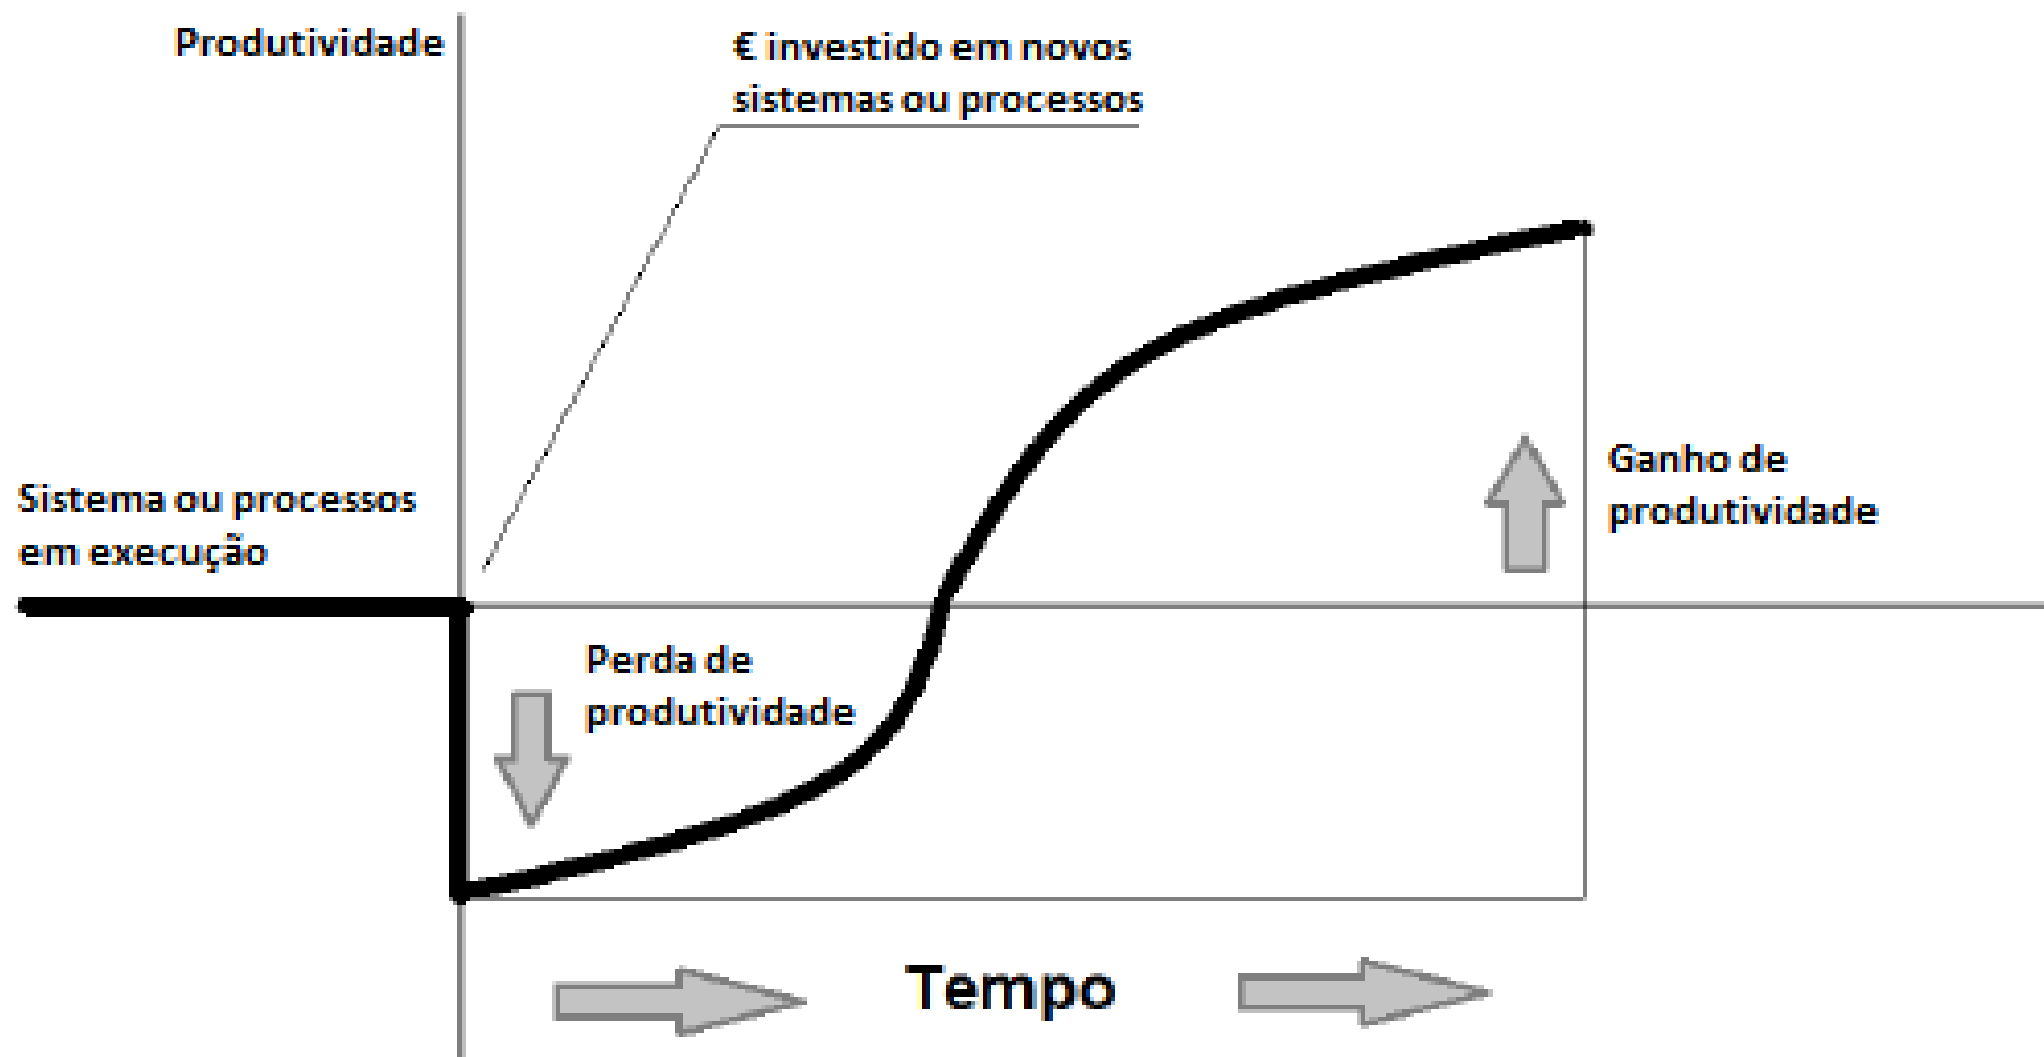 Produtividade
€ investido em novos
sistemas ou processos
Sistema ou processos
em execução
Ganho de
produtividade
Perda de
produtividade
Tempo